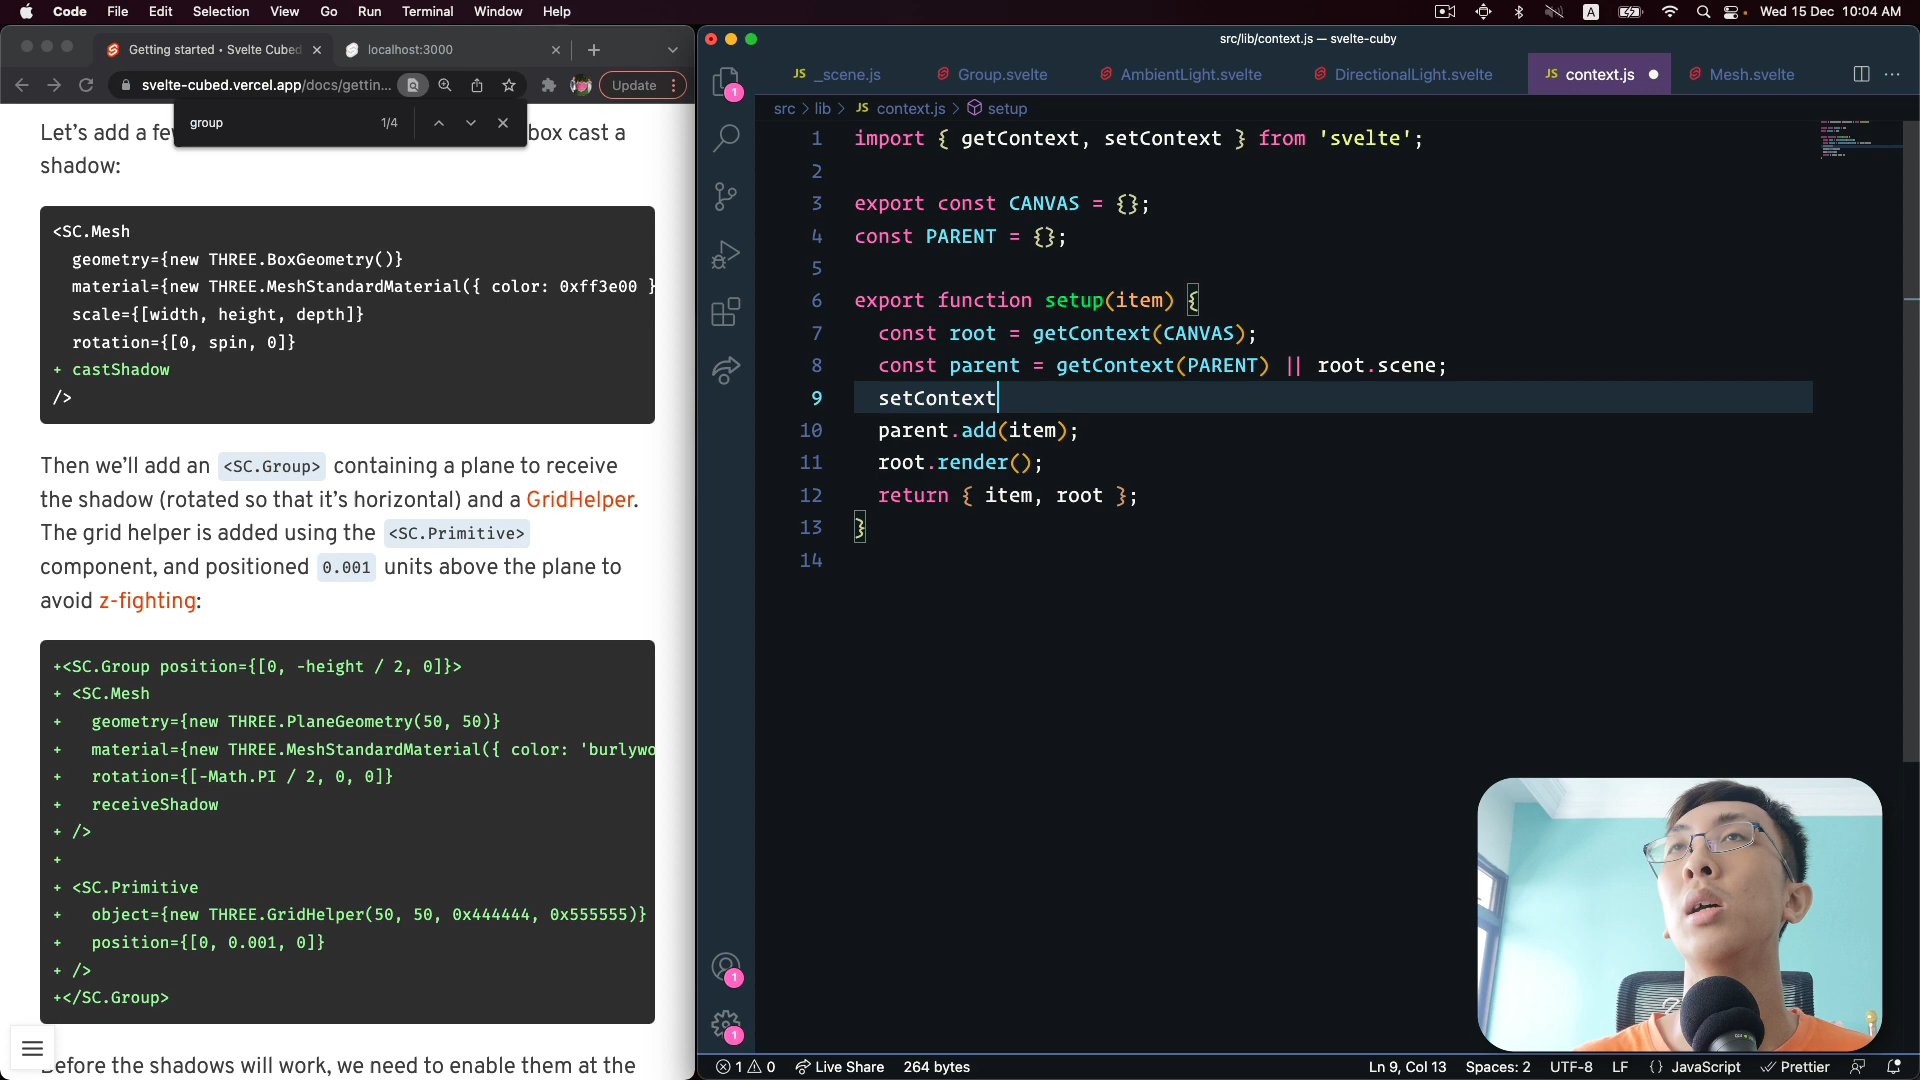 Code File Edit Selection View Go Run Terminal Window Help
A Wed 15 Dec 10:04 AM
Getting started • Svelte Cubed
localhost:3000
svelte-cubed.vercel.app/docs/gettin...
Update
group 1/4
Let's add a few
box cast a
shadow:
<SC.Mesh
geometry={new THREE.BoxGeometry()}
material={new THREE.MeshStandardMaterial({ color: 0xff3e00 }
scale={[width, height, depth]}
rotation={[0, spin, 0]}
+ castShadow
/>
Then we'll add an <SC.Group> containing a plane to receive
the shadow (rotated so that it's horizontal) and a GridHelper.
The grid helper is added using the <SC.Primitive>
component, and positioned 0.001 units above the plane to
avoid z-fighting:
+<SC.Group position={[0, -height / 2, 0]}>
+ <SC.Mesh
+ geometry={new THREE.PlaneGeometry(50, 50)}
+ material={new THREE.MeshStandardMaterial({ color: 'burlywo
+ rotation={[-Math.PI / 2, 0, 0]}
+ receiveShadow
+ />
+
+ <SC.Primitive
+ object={new THREE.GridHelper(50, 50, 0x444444, 0x555555)}
+ position={[0, 0.001, 0]}
+ />
+</SC.Group>
Before the shadows will work, we need to enable them at the
src/lib/context.js — svelte-cuby
JS _scene.js
Group.svelte
AmbientLight.svelte
DirectionalLight.svelte
JS context.js
Mesh.svelte
src > lib > JS context.js > setup
1 import { getContext, setContext } from 'svelte';
2
3 export const CANVAS = {};
4 const PARENT = {};
5
6 export function setup(item) {
7 const root = getContext(CANVAS);
8 const parent = getContext(PARENT) || root.scene;
9 setContext
10 parent.add(item);
11 root.render();
12 return { item, root };
13 }
14
1
1
1
1 0 Live Share 264 bytes
Ln 9, Col 13 Spaces: 2 UTF-8 LF {} JavaScript Prettier